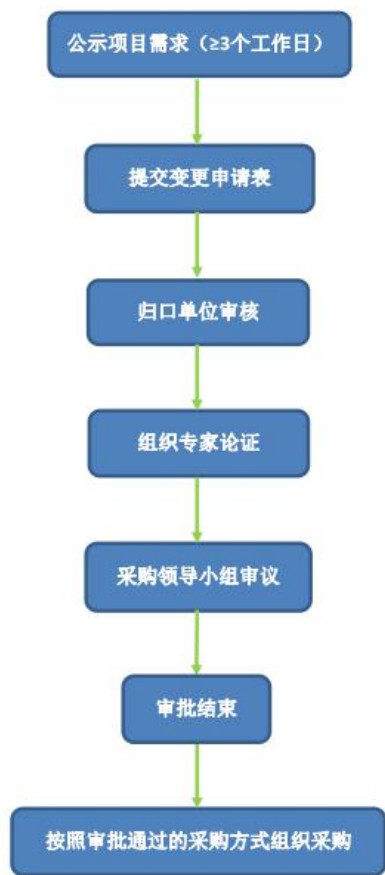 公示项目需求（≥3个工作日）
提交变更申请表
归口单位审核
组织专家论证
采购领导小组审议
审批结束
按照审批通过的采购方式组织采购